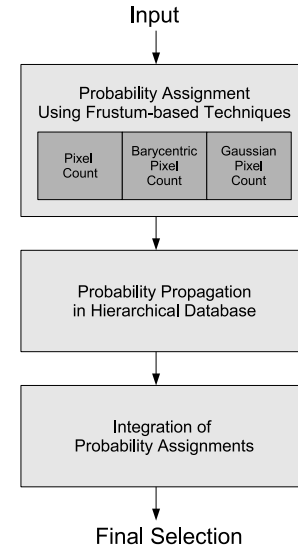 Input
Probability Assignment
Using Frustum-based Techniques
Pixel
Count
Barycentric
Pixel
Count
Gaussian
Pixel
Count
Probability Propagation
in Hierarchical Database
Integration of
Probability Assignments
Final Selection